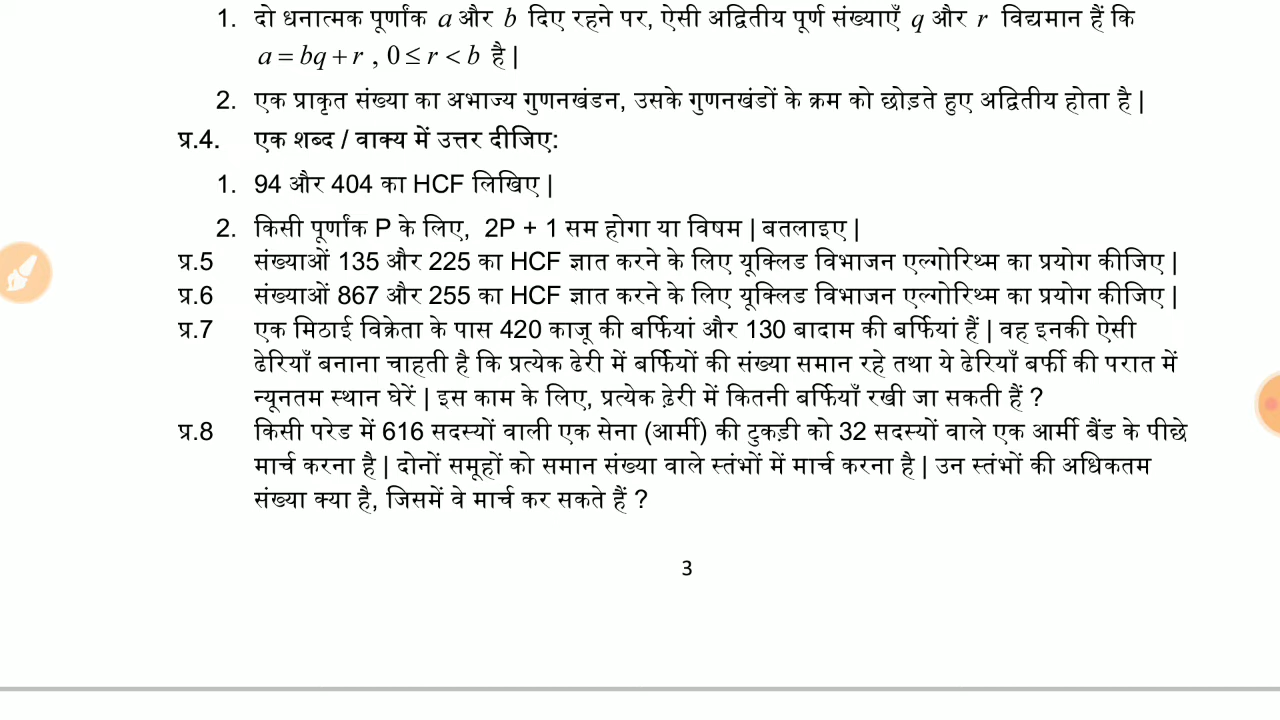 1. दो धनात्मक पूर्णांक a और b दिए रहने पर, ऐसी अद्वितीय पूर्ण संख्याएँ q और r विद्यमान हैं कि
a = bq + r , 0 ≤ r < b है |
2. एक प्राकृत संख्या का अभाज्य गुणनखंडन, उसके गुणनखंडों के क्रम को छोड़ते हुए अद्वितीय होता है |
प्र.4. एक शब्द / वाक्य में उत्तर दीजिए:
1. 94 और 404 का HCF लिखिए |
2. किसी पूर्णांक P के लिए, 2P + 1 सम होगा या विषम | बतलाइए |
प्र.5 संख्याओं 135 और 225 का HCF ज्ञात करने के लिए यूक्लिड विभाजन एल्गोरिथ्म का प्रयोग कीजिए |
प्र.6 संख्याओं 867 और 255 का HCF ज्ञात करने के लिए यूक्लिड विभाजन एल्गोरिथ्म का प्रयोग कीजिए |
प्र.7 एक मिठाई विक्रेता के पास 420 काजू की बर्फियां और 130 बादाम की बर्फियां हैं | वह इनकी ऐसी
ढेरियाँ बनाना चाहती है कि प्रत्येक ढेरी में बर्फियों की संख्या समान रहे तथा ये ढेरियाँ बर्फी की परात में
न्यूनतम स्थान घेरें | इस काम के लिए, प्रत्येक ढ़ेरी में कितनी बर्फियाँ रखी जा सकती हैं ?
प्र.8 किसी परेड में 616 सदस्यों वाली एक सेना (आर्मी) की टुकड़ी को 32 सदस्यों वाले एक आर्मी बैंड के पीछे
मार्च करना है | दोनों समूहों को समान संख्या वाले स्तंभों में मार्च करना है | उन स्तंभों की अधिकतम
संख्या क्या है, जिसमें वे मार्च कर सकते हैं ?
3